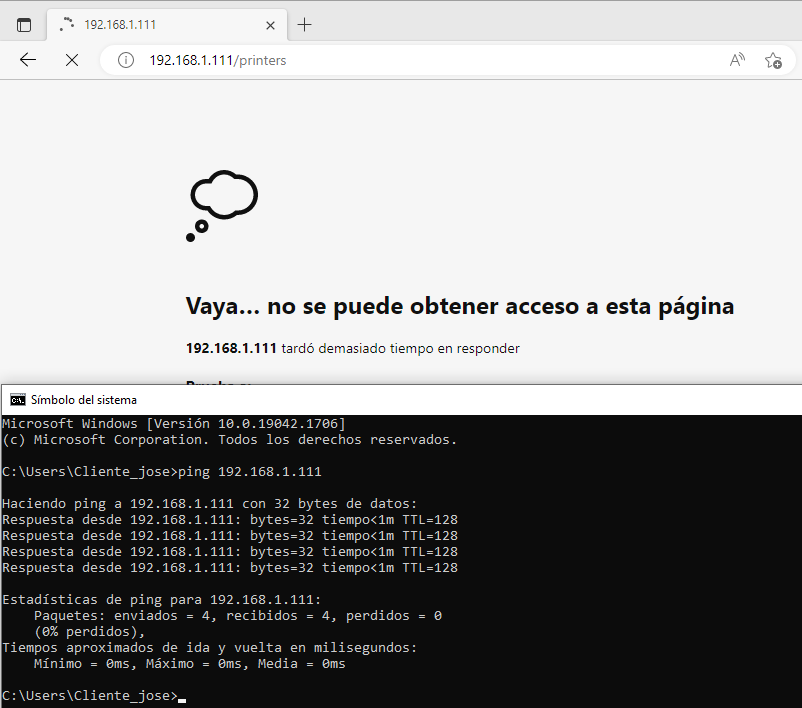 192.168.1.111
192.168.1.111/printers
Vaya... no se puede obtener acceso a esta página
192.168.1.111 tardó demasiado tiempo en responder
Símbolo del sistema
Microsoft Windows [Versión 10.0.19042.1706]
(c) Microsoft Corporation. Todos los derechos reservados.
C:\Users\Cliente_jose>ping 192.168.1.111
Haciendo ping a 192.168.1.111 con 32 bytes de datos:
Respuesta desde 192.168.1.111: bytes=32 tiempo<1m TTL=128
Respuesta desde 192.168.1.111: bytes=32 tiempo<1m TTL=128
Respuesta desde 192.168.1.111: bytes=32 tiempo<1m TTL=128
Respuesta desde 192.168.1.111: bytes=32 tiempo<1m TTL=128
Estadísticas de ping para 192.168.1.111:
Paquetes: enviados = 4, recibidos = 4, perdidos = 0
(0% perdidos),
Tiempos aproximados de ida y vuelta en milisegundos:
Mínimo = 0ms, Máximo = 0ms, Media = 0ms
C:\Users\Cliente_jose>